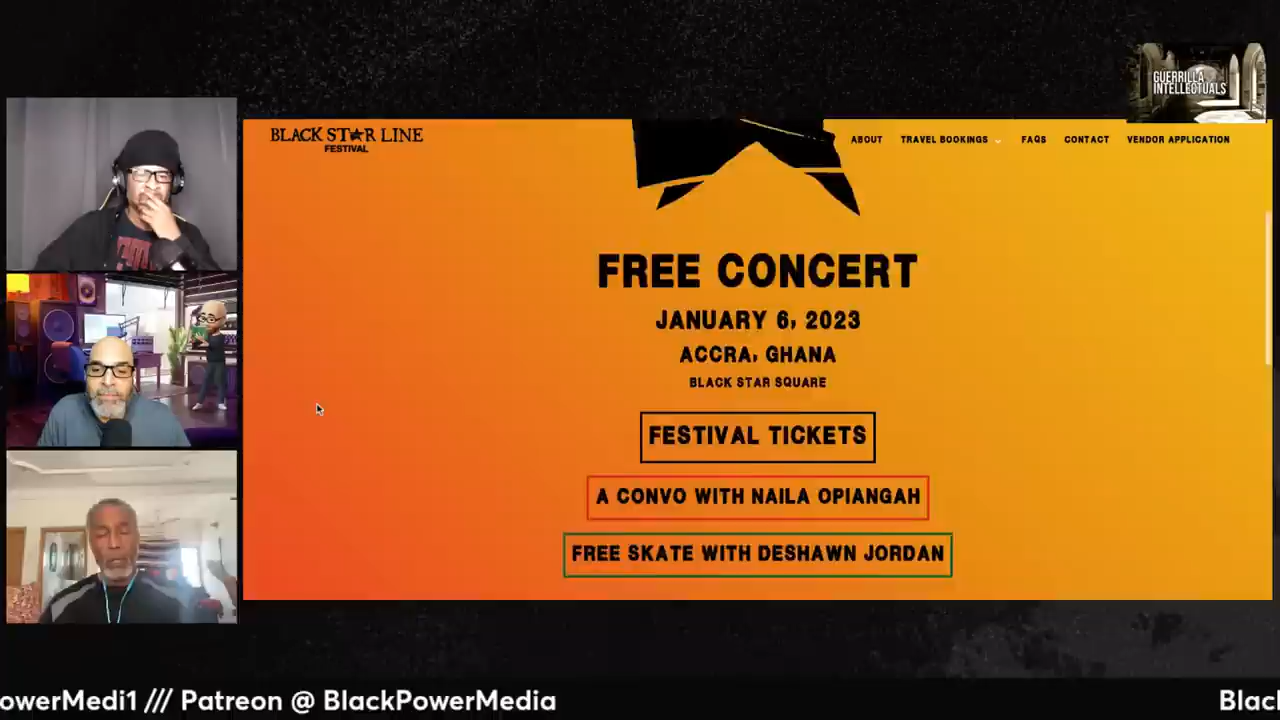 GUERRILLA
INTELLECTUALS
BLACK STAR LINE
FESTIVAL
ABOUT TRAVEL BOOKINGS FAQS CONTACT VENDOR APPLICATION
FREE CONCERT
JANUARY 6, 2023
ACCRA, GHANA
BLACK STAR SQUARE
FESTIVAL TICKETS
A CONVO WITH NAILA OPIANGAH
FREE SKATE WITH DESHAWN JORDAN
owerMedi1 /// Patreon @ BlackPowerMedia Blac